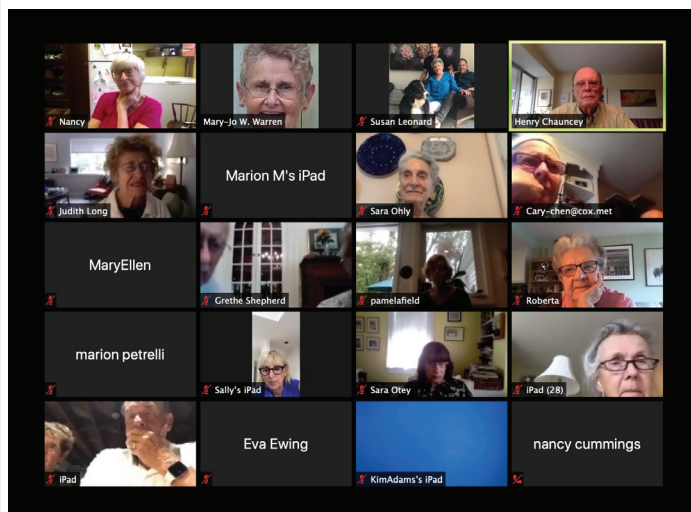 Nancy
Mary-Jo W. Warren
Susan Leonard
Henry Chauncey
Judith Long
Marion M's iPad
Sara Ohly
Cary-chen@cox.met
MaryEllen
Grethe Shepherd
pamelafield
Roberta
marion petrelli
Sally's iPad
Sara Otey
iPad (28)
iPad
Eva Ewing
KimAdams's iPad
nancy cummings